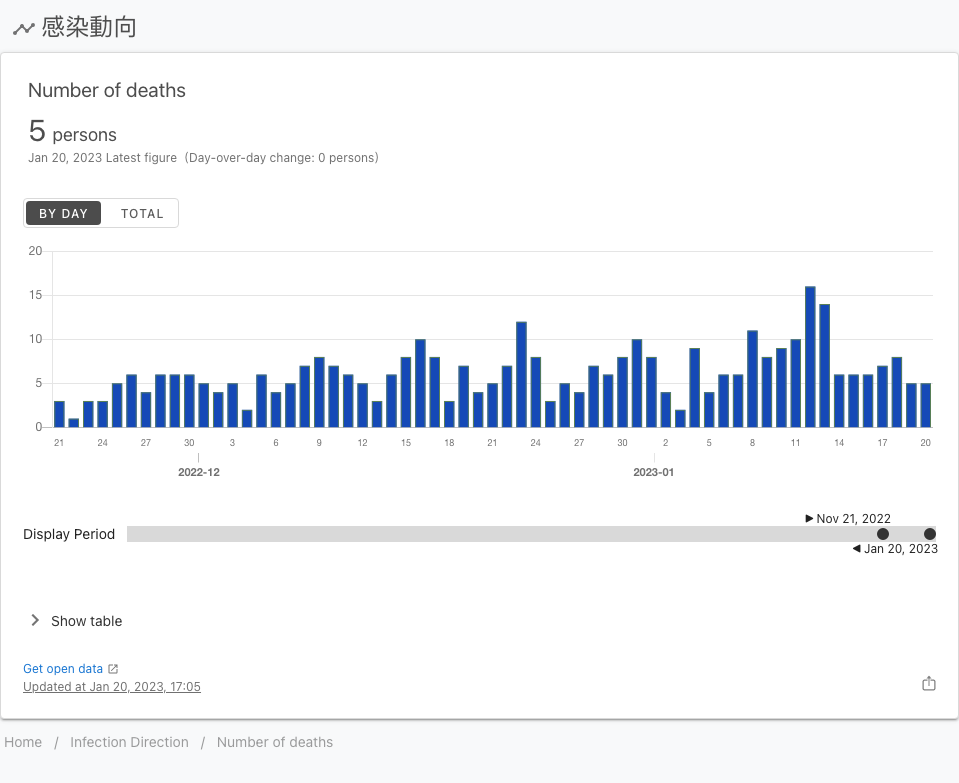 感染動向
Number of deaths
5 persons
Jan 20, 2023 Latest figure (Day-over-day change: 0 persons)
BY DAY TOTAL
20
15
10
5
0
21 24 27 30 3 6 9 12 15 18 21 24 27 30 2 5 8 11 14 17 20
2022-12 2023-01
Nov 21, 2022
Display Period
Jan 20, 2023
Show table
Get open data
Updated at Jan 20, 2023, 17:05
Home / Infection Direction / Number of deaths